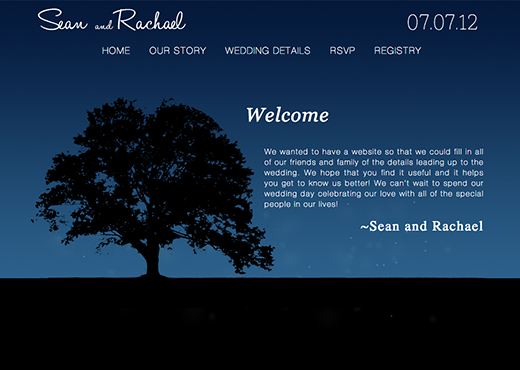 Sean and Rachael
07.07.12
HOME OUR STORY WEDDING DETAILS RSVP REGISTRY
Welcome
We wanted to have a website so that we could fill in all
of our friends and family of the details leading up to the
wedding. We hope that you find it useful and it helps
you get to know us better! We can't wait to spend our
wedding day celebrating our love with all of the special
people in our lives!
~Sean and Rachael